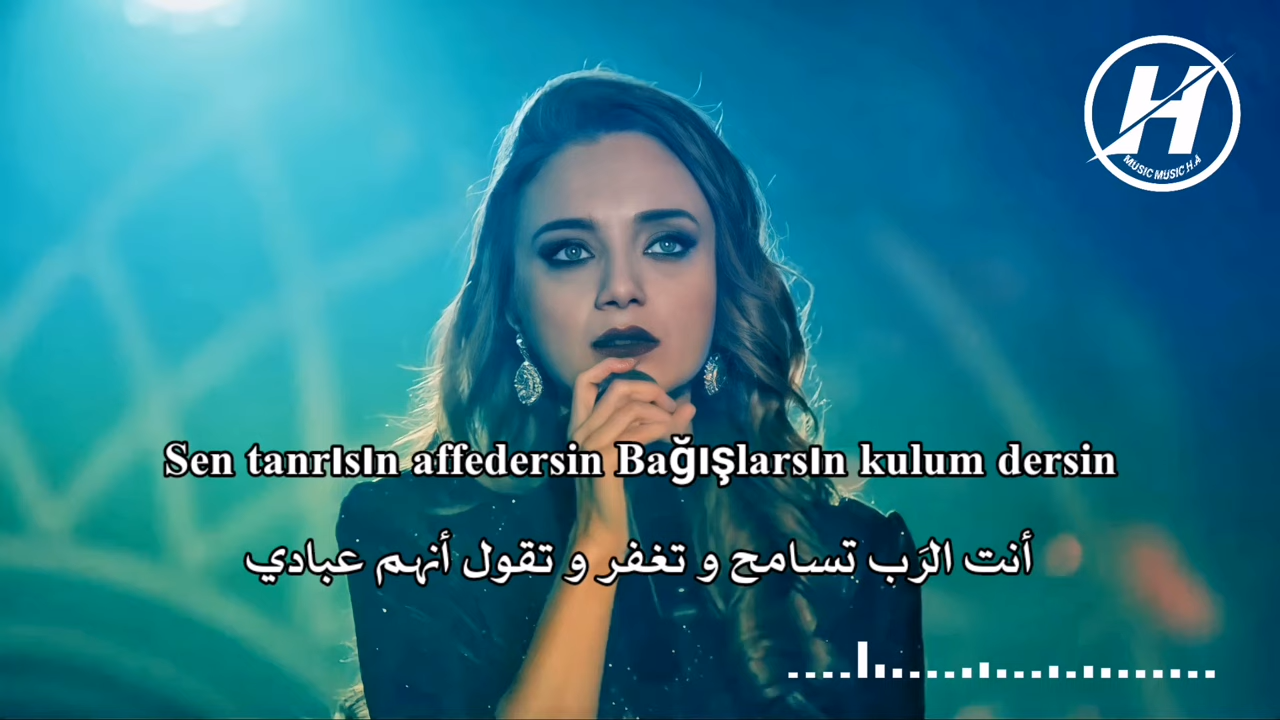 H
MUSIC MUSIC H.A
Sen tanrısın affedersin Bağışlarsın kulum dersin
أنت الرَب تسامح و تغفر و تقول أنهم عبادي